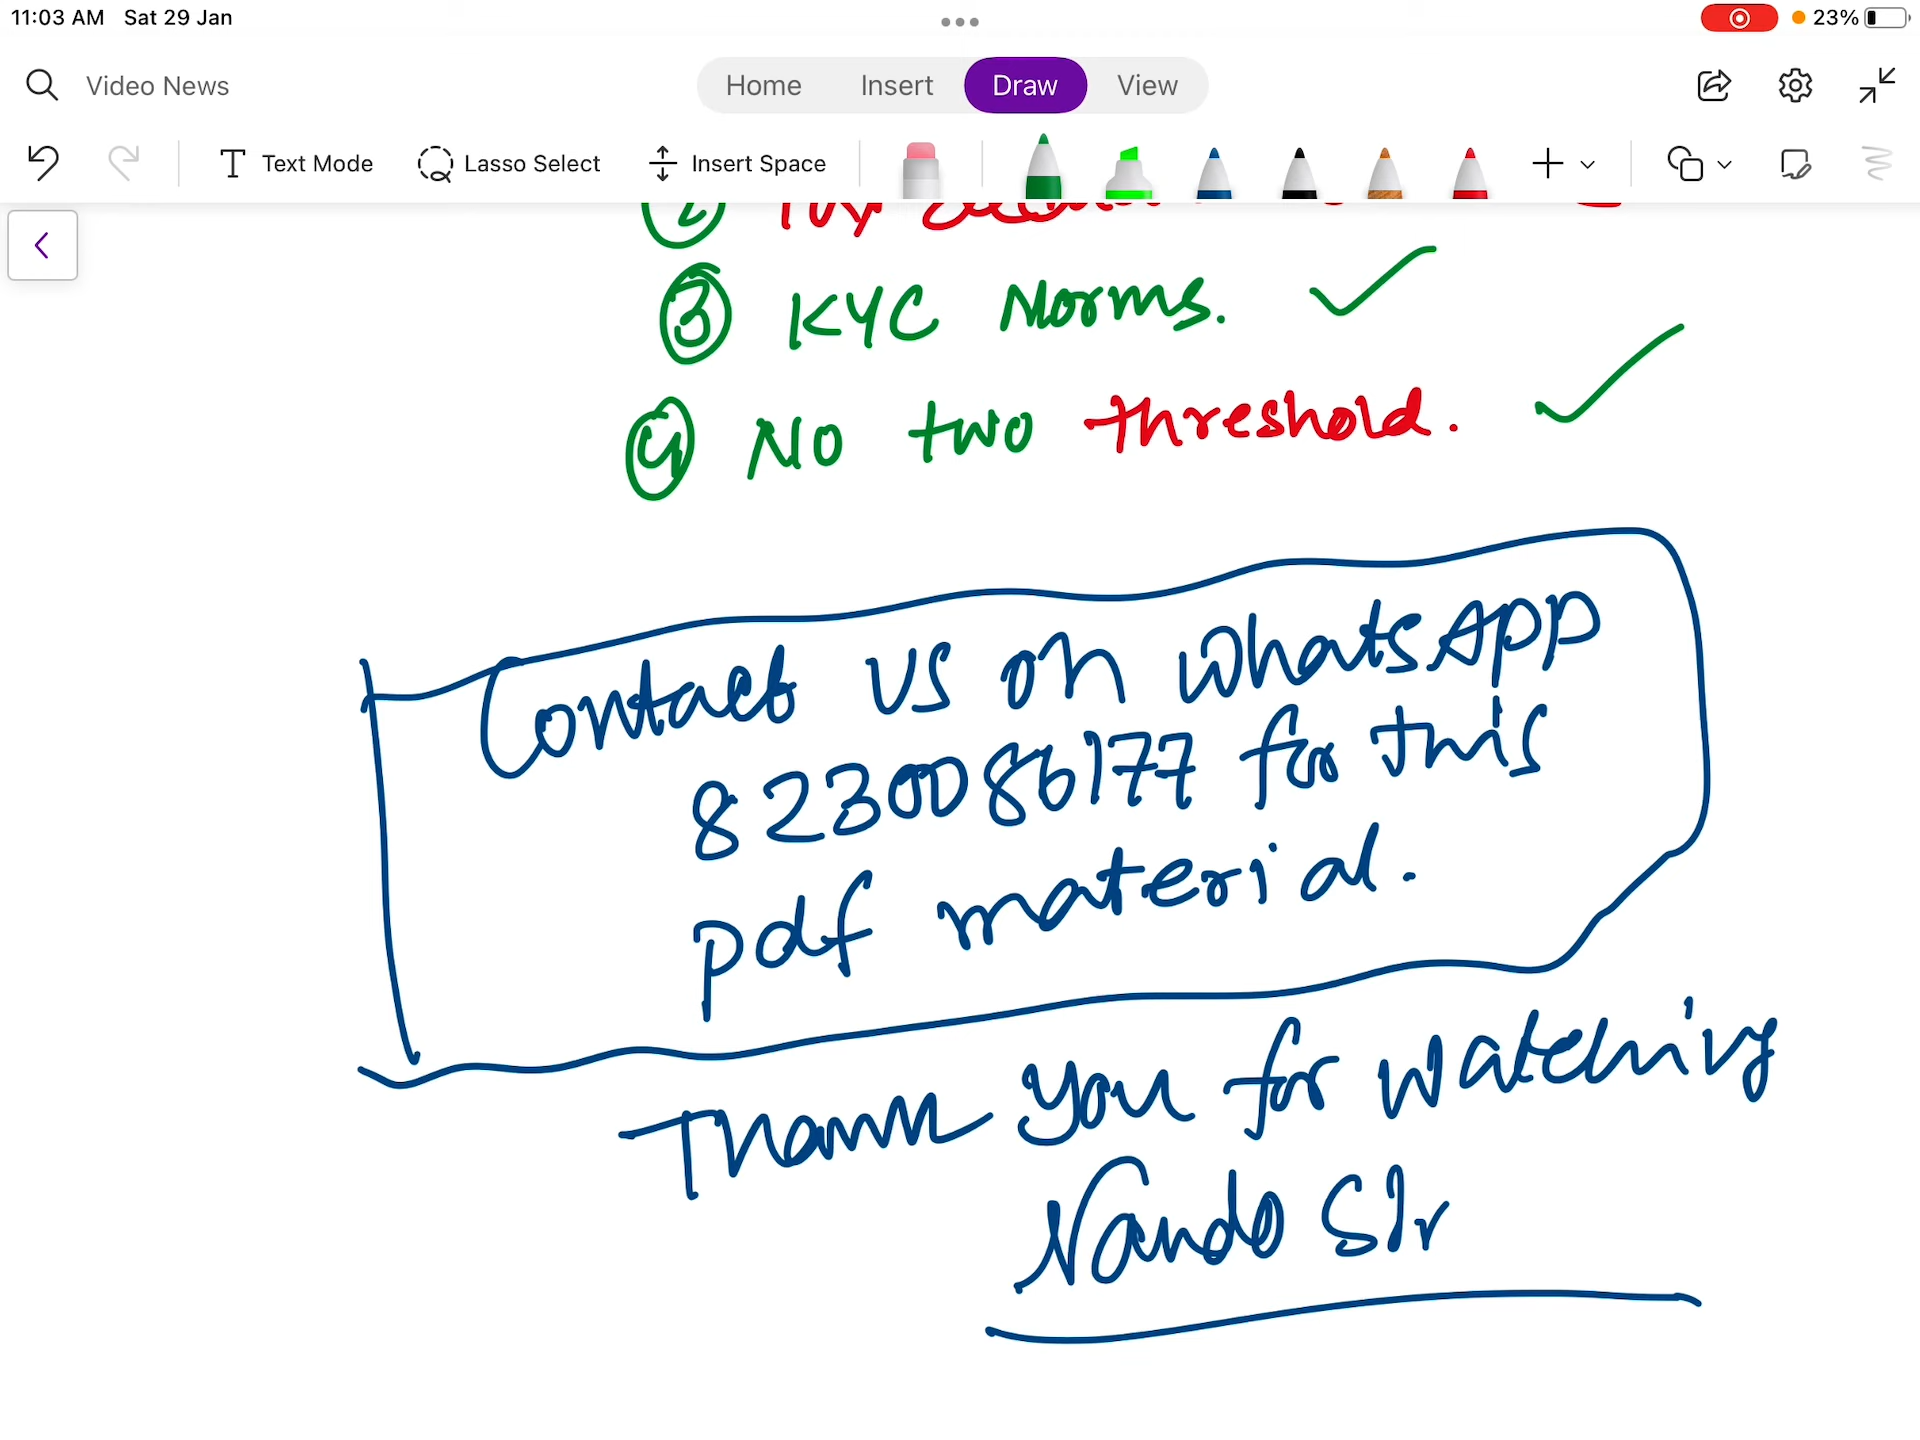 11:03 AM Sat 29 Jan
23%
Video News
Home Insert Draw View
Text Mode Lasso Select Insert Space
2
3 KYC Norms.
4 No two threshold.
Contact us on WhatsApp
8230086177 for this
pdf material.
Thank you for watching
Nando Sir